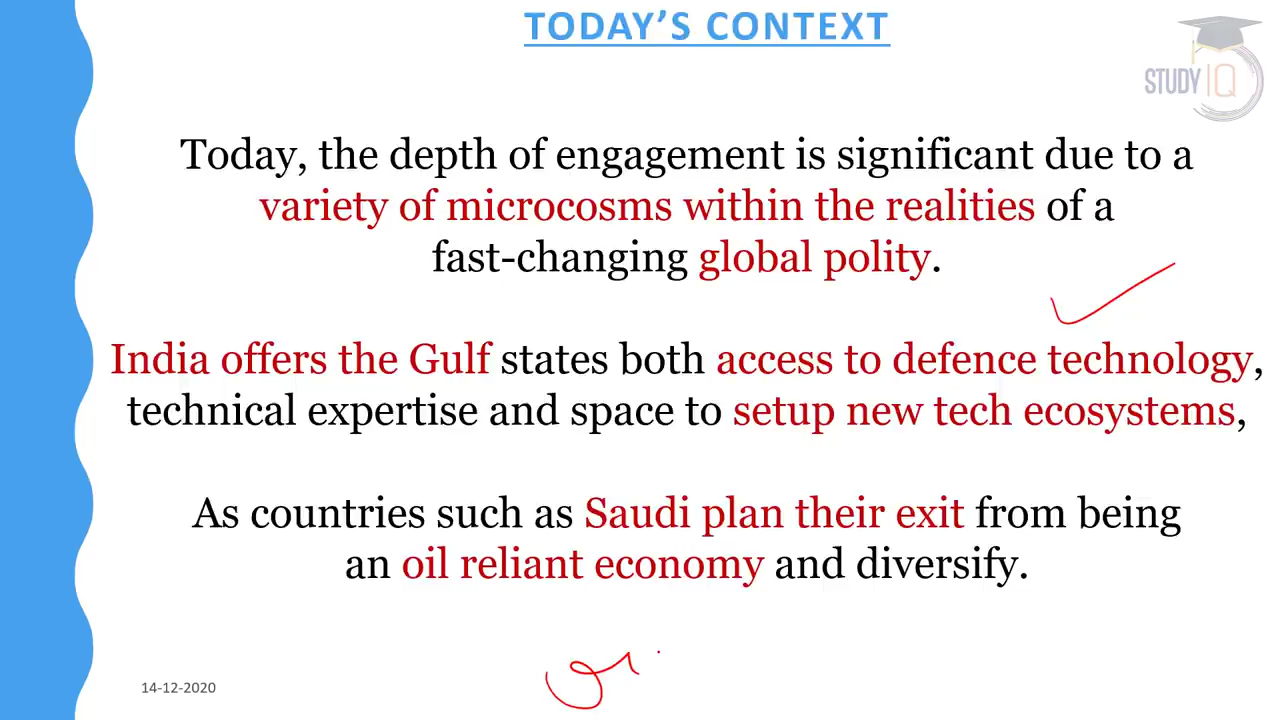 TODAY'S CONTEXT
STUDY IQ
Today, the depth of engagement is significant due to a
variety of microcosms within the realities of a
fast-changing global polity.
India offers the Gulf states both access to defence technology,
technical expertise and space to setup new tech ecosystems,
As countries such as Saudi plan their exit from being
an oil reliant economy and diversify.
14-12-2020